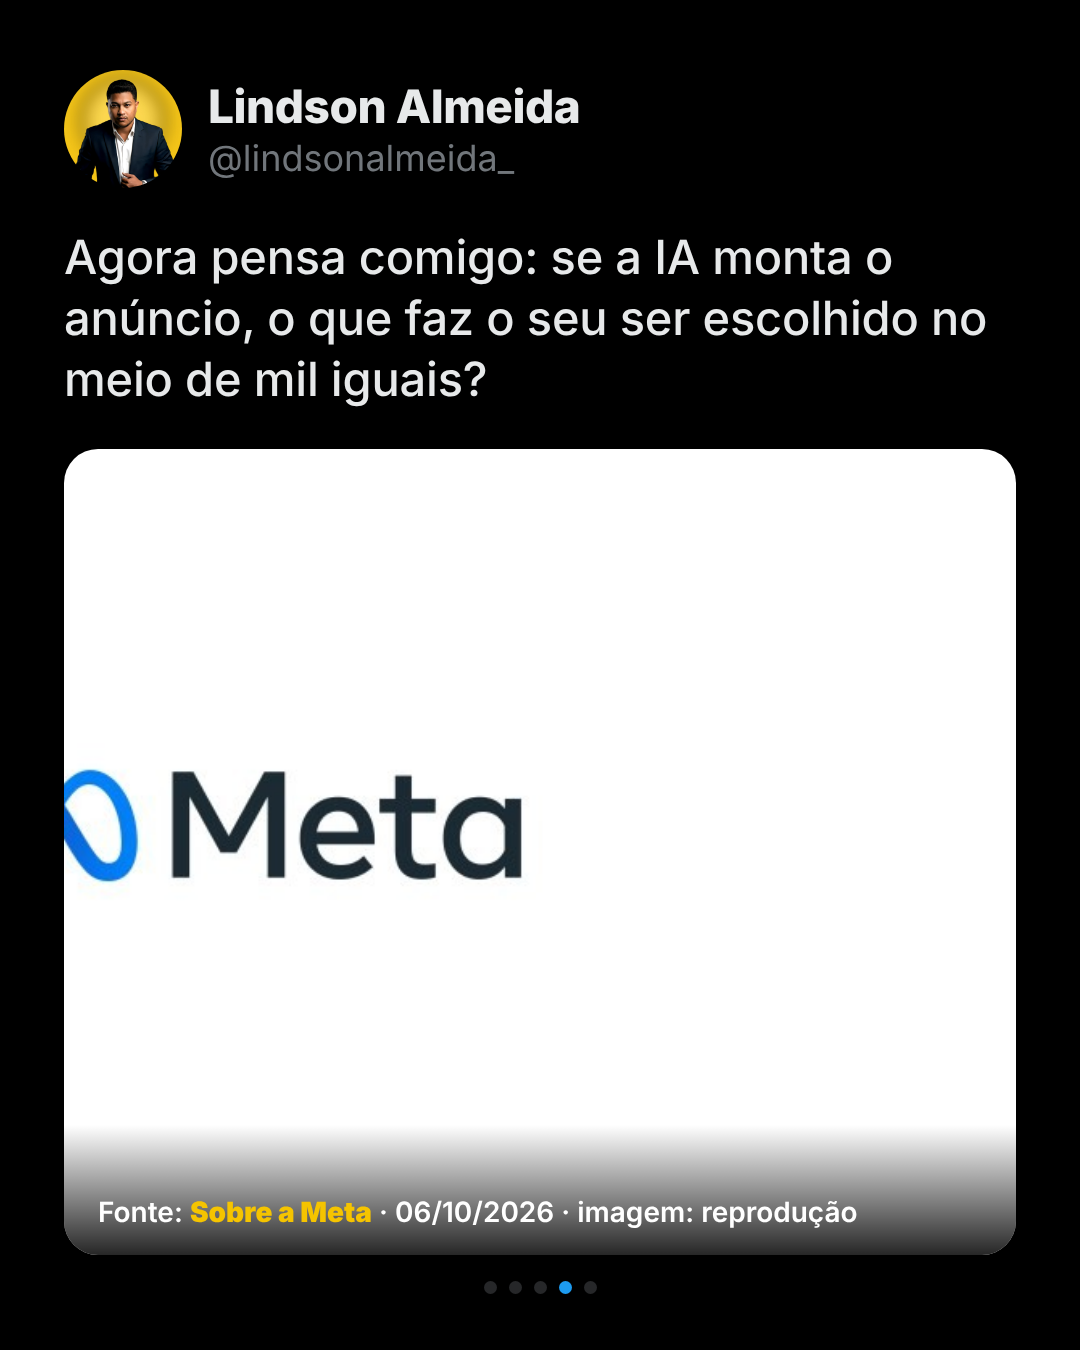 Lindson Almeida
@lindsonalmeida_
Agora pensa comigo: se a IA monta o
anúncio, o que faz o seu ser escolhido no
meio de mil iguais?
Meta
Fonte: Sobre a Meta · 06/10/2026 · imagem: reprodução